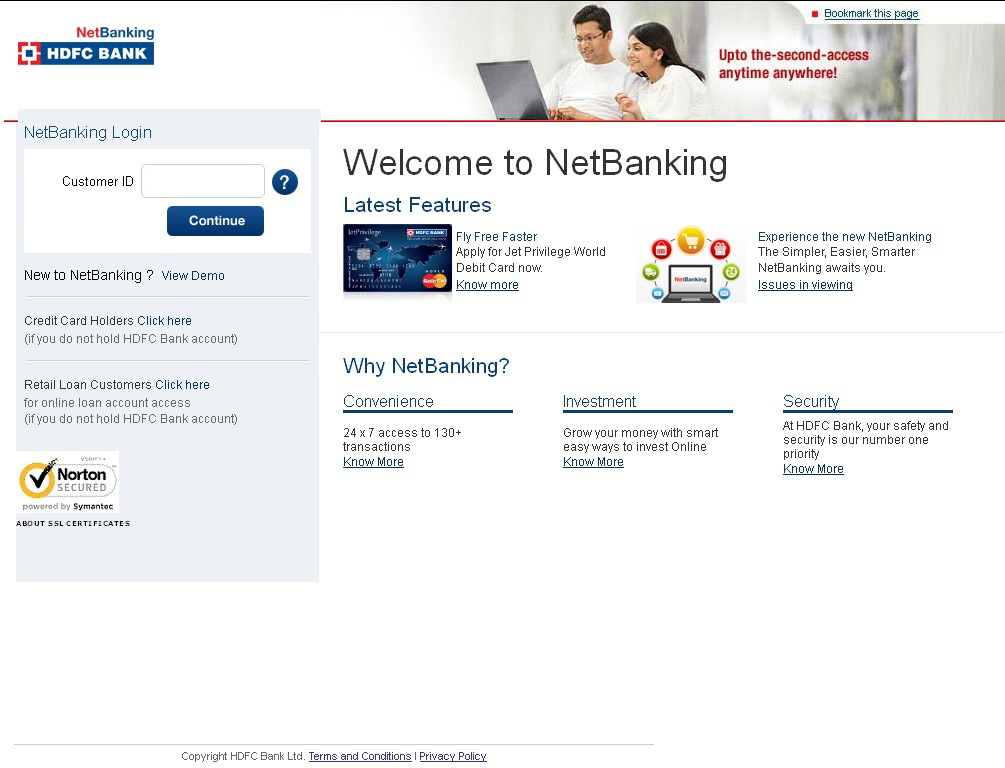 Bookmark this page
NetBanking
HDFC BANK
Upto the-second-access
anytime anywhere!
NetBanking Login
Customer ID
?
Continue
New to NetBanking ? View Demo
Credit Card Holders Click here
(if you do not hold HDFC Bank account)
Retail Loan Customers Click here
for online loan account access
(if you do not hold HDFC Bank account)
VERIFY
Norton
SECURED
powered by Symantec
ABOUT SSL CERTIFICATES
Welcome to NetBanking
Latest Features
JetPrivilege
HDFC BANK
WORLD
MasterCard
Fly Free Faster
Apply for Jet Privilege World
Debit Card now.
Know more
24
NetBanking
Experience the new NetBanking
The Simpler, Easier, Smarter
NetBanking awaits you.
Issues in viewing
Why NetBanking?
Convenience
24 x 7 access to 130+
transactions
Know More
Investment
Grow your money with smart
easy ways to invest Online
Know More
Security
At HDFC Bank, your safety and
security is our number one
priority
Know More
Copyright HDFC Bank Ltd. Terms and Conditions | Privacy Policy